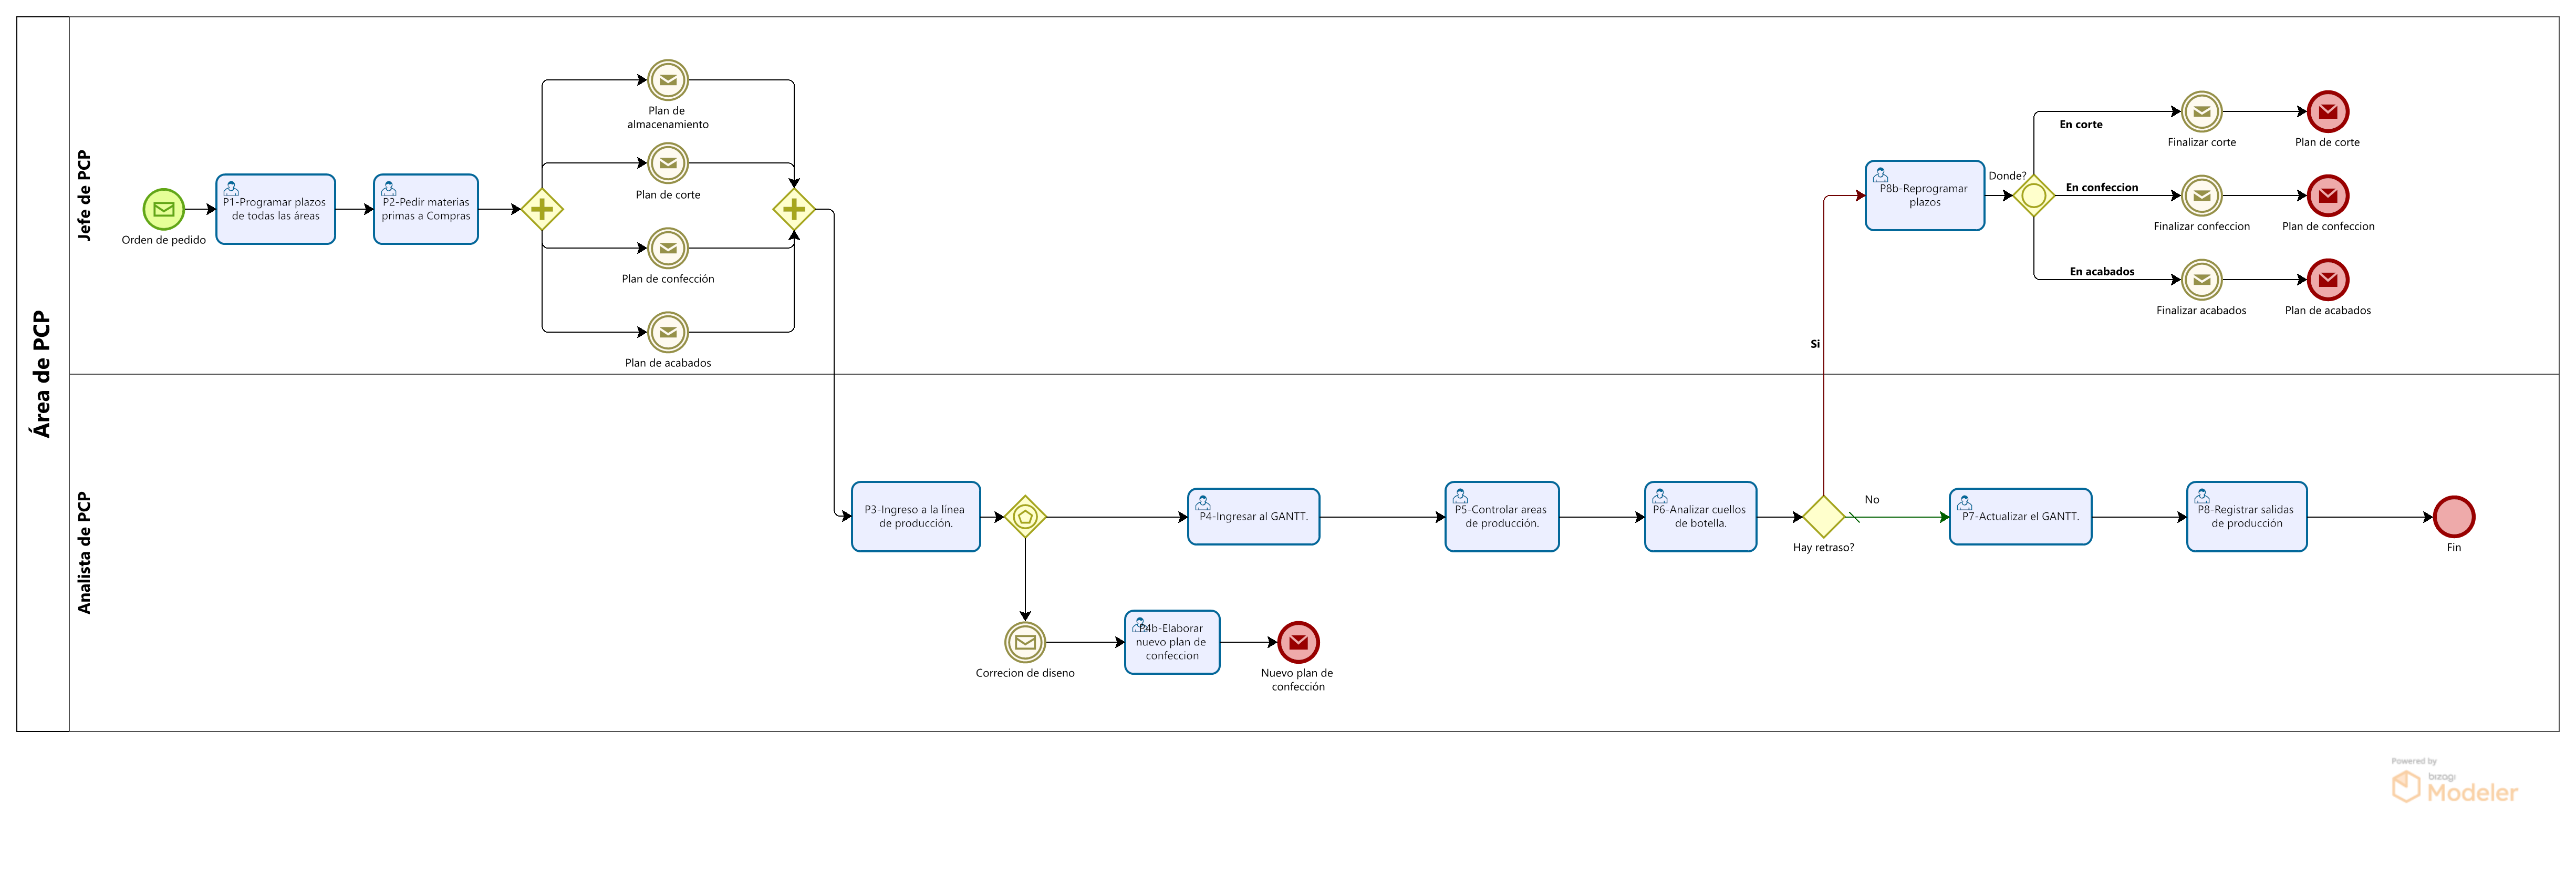 Área de PCP
Jefe de PCP
Orden de pedido
P1-Programar plazos
de todas las áreas
P2-Pedir materias
primas a Compras
Plan de
almacenamiento
Plan de corte
Plan de confección
Plan de acabados
P8b-Reprogramar
plazos
Donde?
En corte
Finalizar corte
Plan de corte
En confeccion
Finalizar confeccion
Plan de confeccion
En acabados
Finalizar acabados
Plan de acabados
Si
Analista de PCP
P3-Ingreso a la línea
de producción.
P4-Ingresar al GANTT.
P5-Controlar areas
de producción.
P6-Analizar cuellos
de botella.
Hay retraso?
No
P7-Actualizar el GANTT.
P8-Registrar salidas
de producción
Fin
Correcion de diseno
P4b-Elaborar
nuevo plan de
confeccion
Nuevo plan de
confección
Powered by
bizagi
Modeler